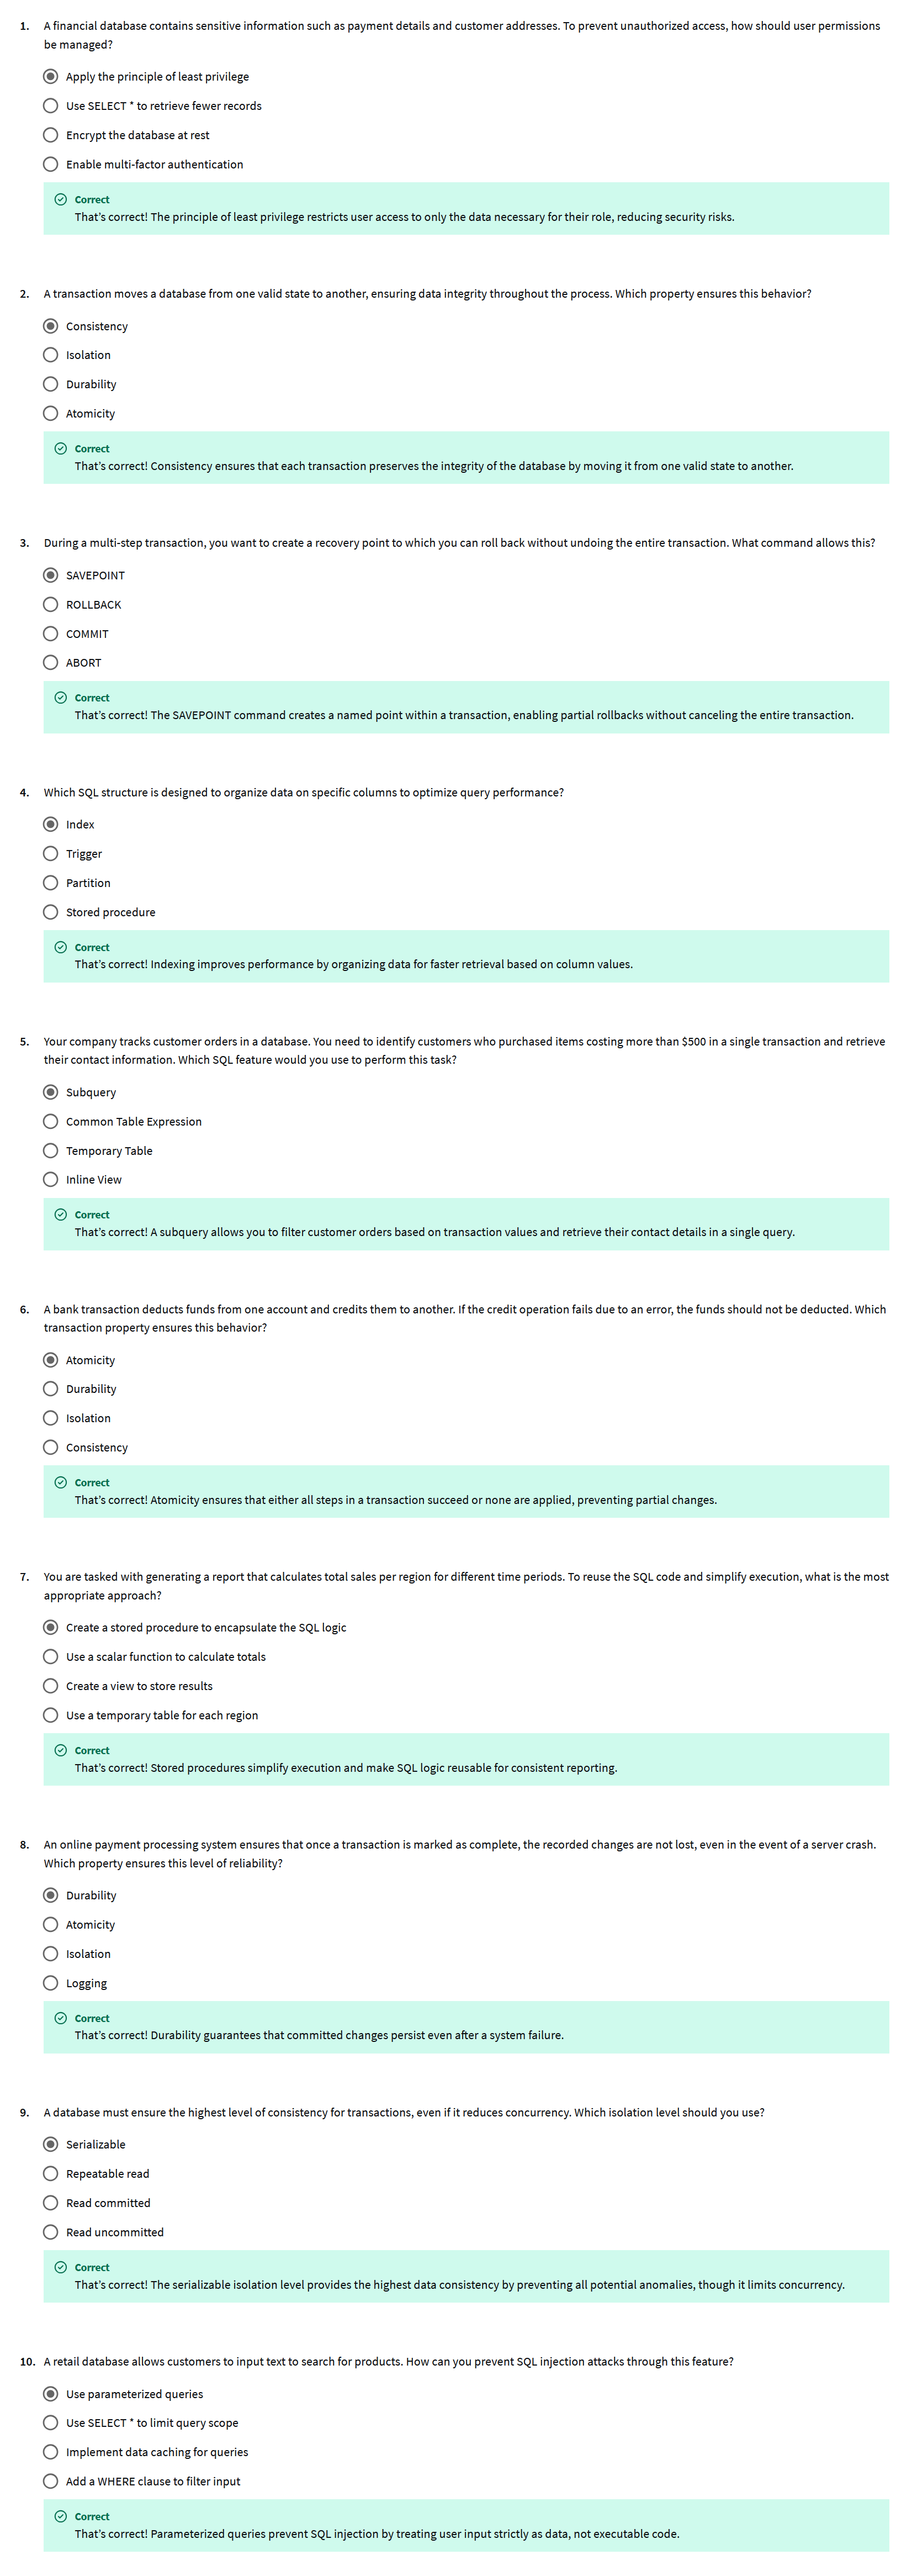 1. A financial database contains sensitive information such as payment details and customer addresses. To prevent unauthorized access, how should user permissions
be managed?
Apply the principle of least privilege
Use SELECT * to retrieve fewer records
Encrypt the database at rest
Enable multi-factor authentication
Correct
That's correct! The principle of least privilege restricts user access to only the data necessary for their role, reducing security risks.
2. A transaction moves a database from one valid state to another, ensuring data integrity throughout the process. Which property ensures this behavior?
Consistency
Isolation
Durability
Atomicity
Correct
That's correct! Consistency ensures that each transaction preserves the integrity of the database by moving it from one valid state to another.
3. During a multi-step transaction, you want to create a recovery point to which you can roll back without undoing the entire transaction. What command allows this?
SAVEPOINT
ROLLBACK
COMMIT
ABORT
Correct
That's correct! The SAVEPOINT command creates a named point within a transaction, enabling partial rollbacks without canceling the entire transaction.
4. Which SQL structure is designed to organize data on specific columns to optimize query performance?
Index
Trigger
Partition
Stored procedure
Correct
That's correct! Indexing improves performance by organizing data for faster retrieval based on column values.
5. Your company tracks customer orders in a database. You need to identify customers who purchased items costing more than $500 in a single transaction and retrieve
their contact information. Which SQL feature would you use to perform this task?
Subquery
Common Table Expression
Temporary Table
Inline View
Correct
That's correct! A subquery allows you to filter customer orders based on transaction values and retrieve their contact details in a single query.
6. A bank transaction deducts funds from one account and credits them to another. If the credit operation fails due to an error, the funds should not be deducted. Which
transaction property ensures this behavior?
Atomicity
Durability
Isolation
Consistency
Correct
That's correct! Atomicity ensures that either all steps in a transaction succeed or none are applied, preventing partial changes.
7. You are tasked with generating a report that calculates total sales per region for different time periods. To reuse the SQL code and simplify execution, what is the most
appropriate approach?
Create a stored procedure to encapsulate the SQL logic
Use a scalar function to calculate totals
Create a view to store results
Use a temporary table for each region
Correct
That's correct! Stored procedures simplify execution and make SQL logic reusable for consistent reporting.
8. An online payment processing system ensures that once a transaction is marked as complete, the recorded changes are not lost, even in the event of a server crash.
Which property ensures this level of reliability?
Durability
Atomicity
Isolation
Logging
Correct
That's correct! Durability guarantees that committed changes persist even after a system failure.
9. A database must ensure the highest level of consistency for transactions, even if it reduces concurrency. Which isolation level should you use?
Serializable
Repeatable read
Read committed
Read uncommitted
Correct
That's correct! The serializable isolation level provides the highest data consistency by preventing all potential anomalies, though it limits concurrency.
10. A retail database allows customers to input text to search for products. How can you prevent SQL injection attacks through this feature?
Use parameterized queries
Use SELECT * to limit query scope
Implement data caching for queries
Add a WHERE clause to filter input
Correct
That's correct! Parameterized queries prevent SQL injection by treating user input strictly as data, not executable code.